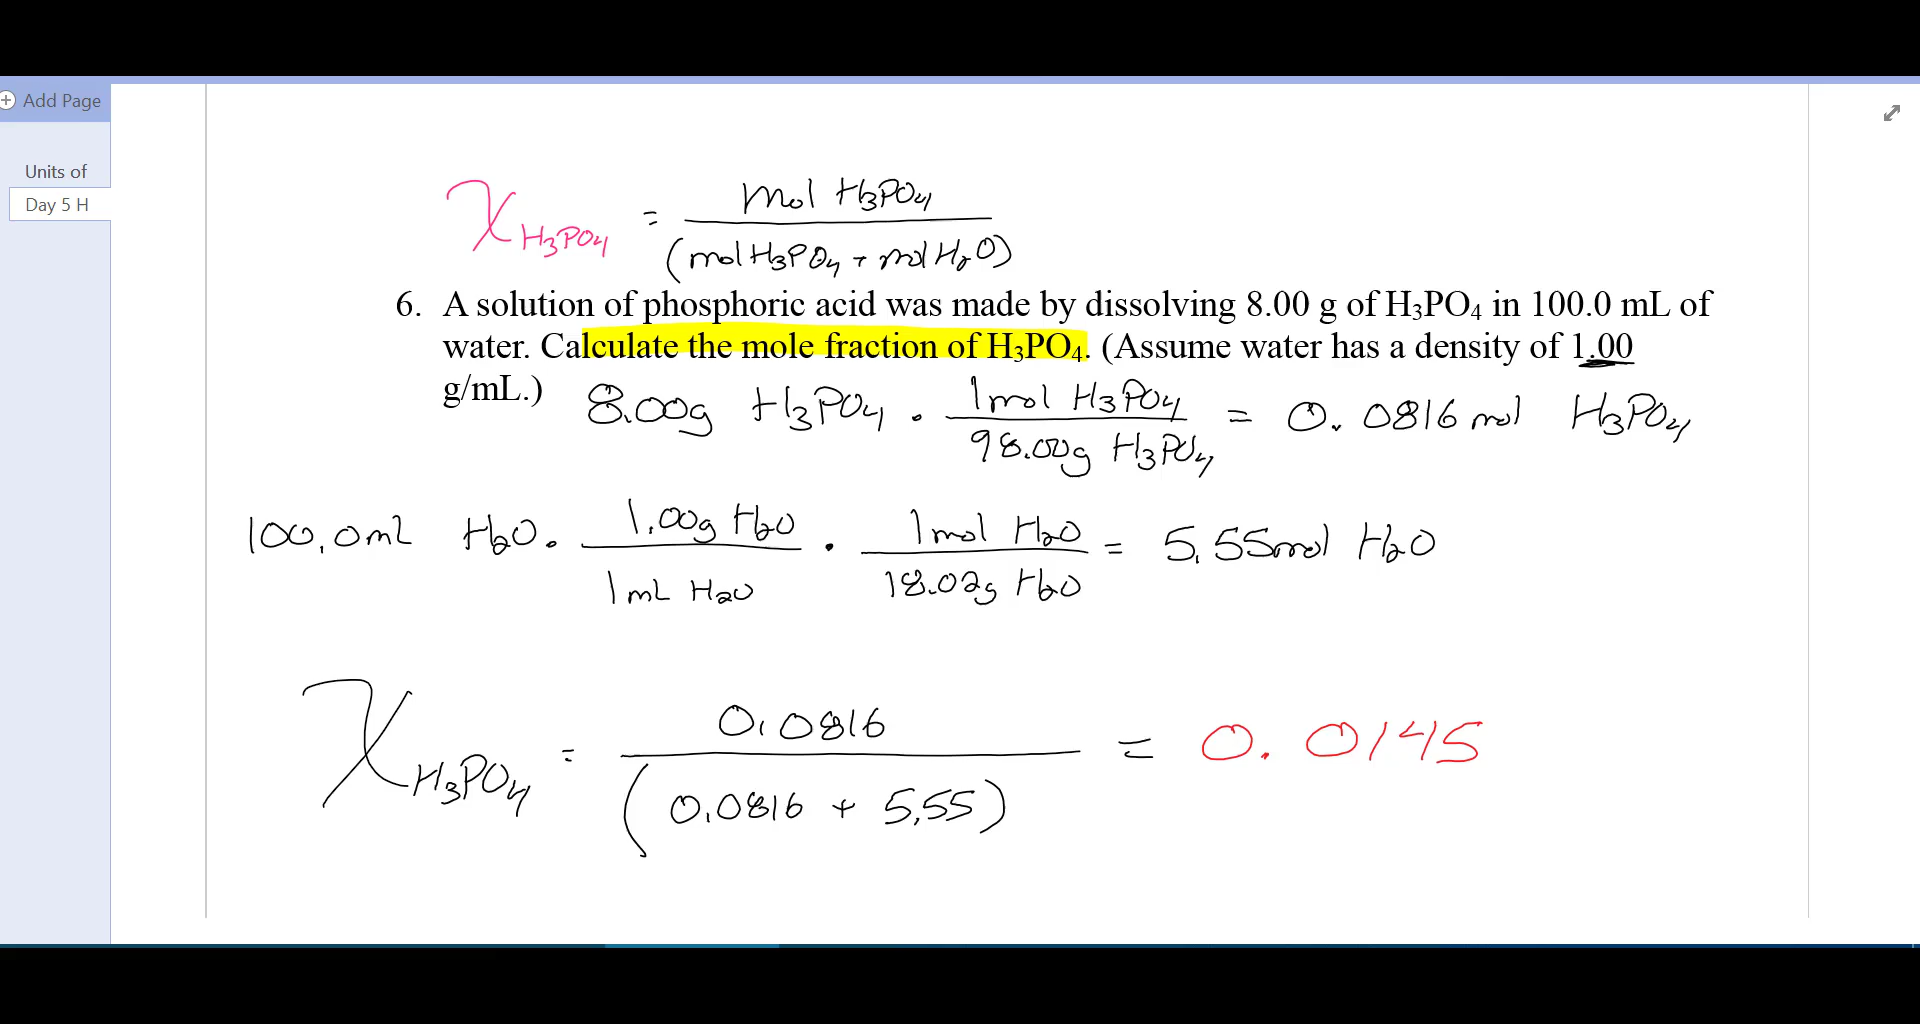 Add Page
Units of
Day 5 H
χ H₃PO₄ = mol H₃PO₄
(mol H₃PO₄ + mol H₂O)
6. A solution of phosphoric acid was made by dissolving 8.00 g of H₃PO₄ in 100.0 mL of
water. Calculate the mole fraction of H₃PO₄. (Assume water has a density of 1.00
g/mL.)
8.00g H₃PO₄ · 1 mol H₃PO₄ = 0.0816 mol H₃PO₄
98.00g H₃PO₄
100.0 mL H₂O · 1.00g H₂O · 1 mol H₂O = 5.55 mol H₂O
1 mL H₂O 18.02g H₂O
χ H₃PO₄ = 0.0816 = 0.0145
(0.0816 + 5.55)